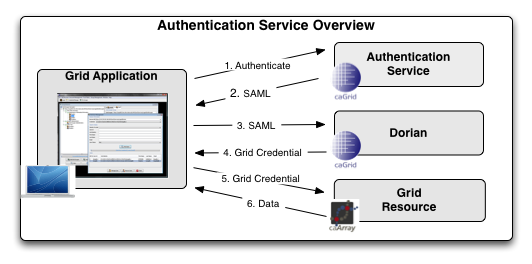 Authentication Service Overview
Grid Application
1. Authenticate
Authentication
Service
caGrid
2. SAML
3. SAML
Dorian
caGrid
4. Grid Credential
5. Grid Credential
Grid
Resource
6. Data
caArray